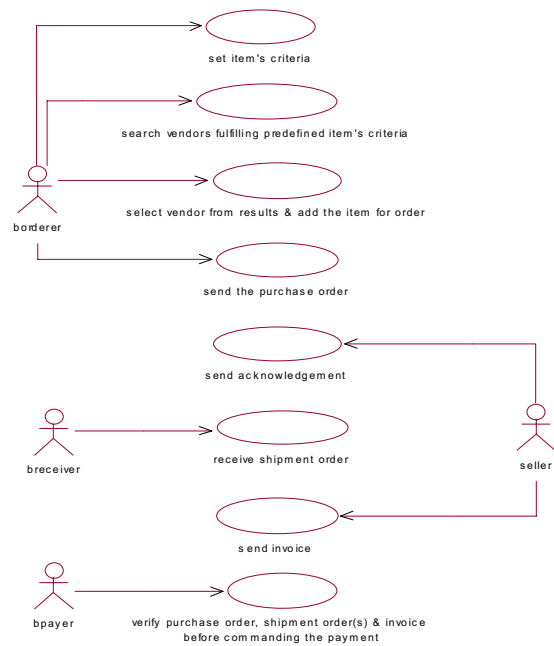 set item's criteria
search vendors fulfilling predefined item's criteria
select vendor from results & add the item for order
borderer
send the purchase order
send acknowledgement
receive shipment order
breceiver
seller
send invoice
bpayer
verify purchase order, shipment order(s) & invoice
before commanding the payment